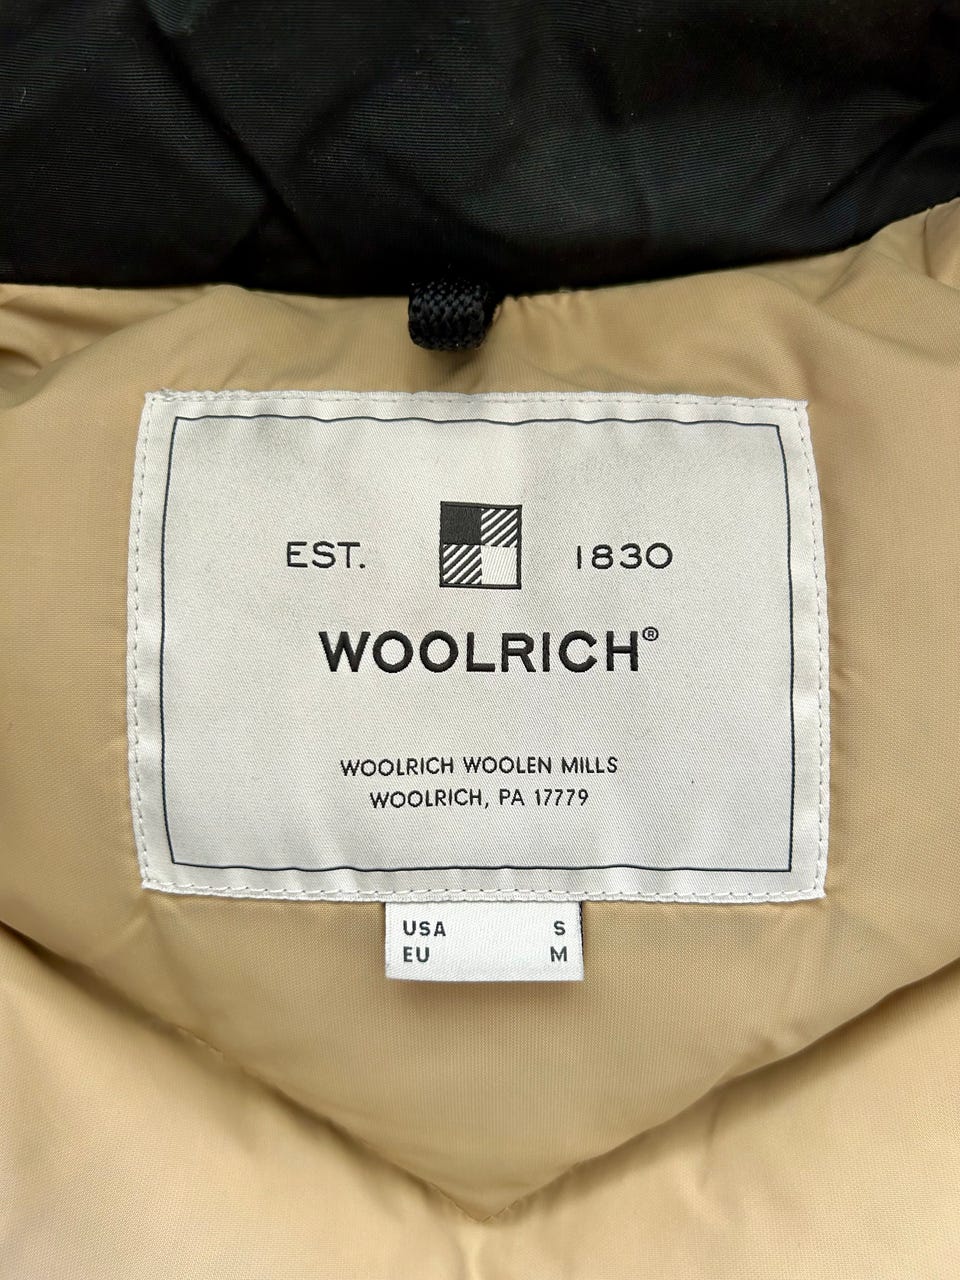 EST. 1830
WOOLRICH®
WOOLRICH WOOLEN MILLS
WOOLRICH, PA 17779
USA S
EU M